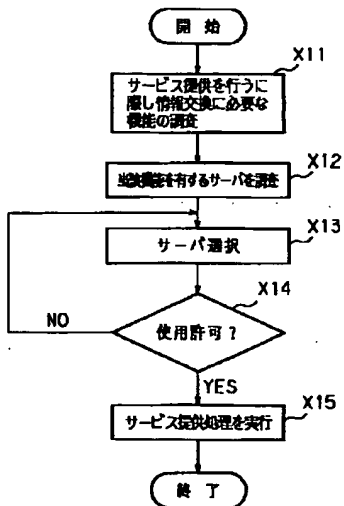 開始
X11
サービス提供を行うに
際し情報交換に必要な
機能の調査
X12
当該機能を有するサーバを調査
X13
サーバ選択
X14
使用許可？
NO
YES
X15
サービス提供処理を実行
終了